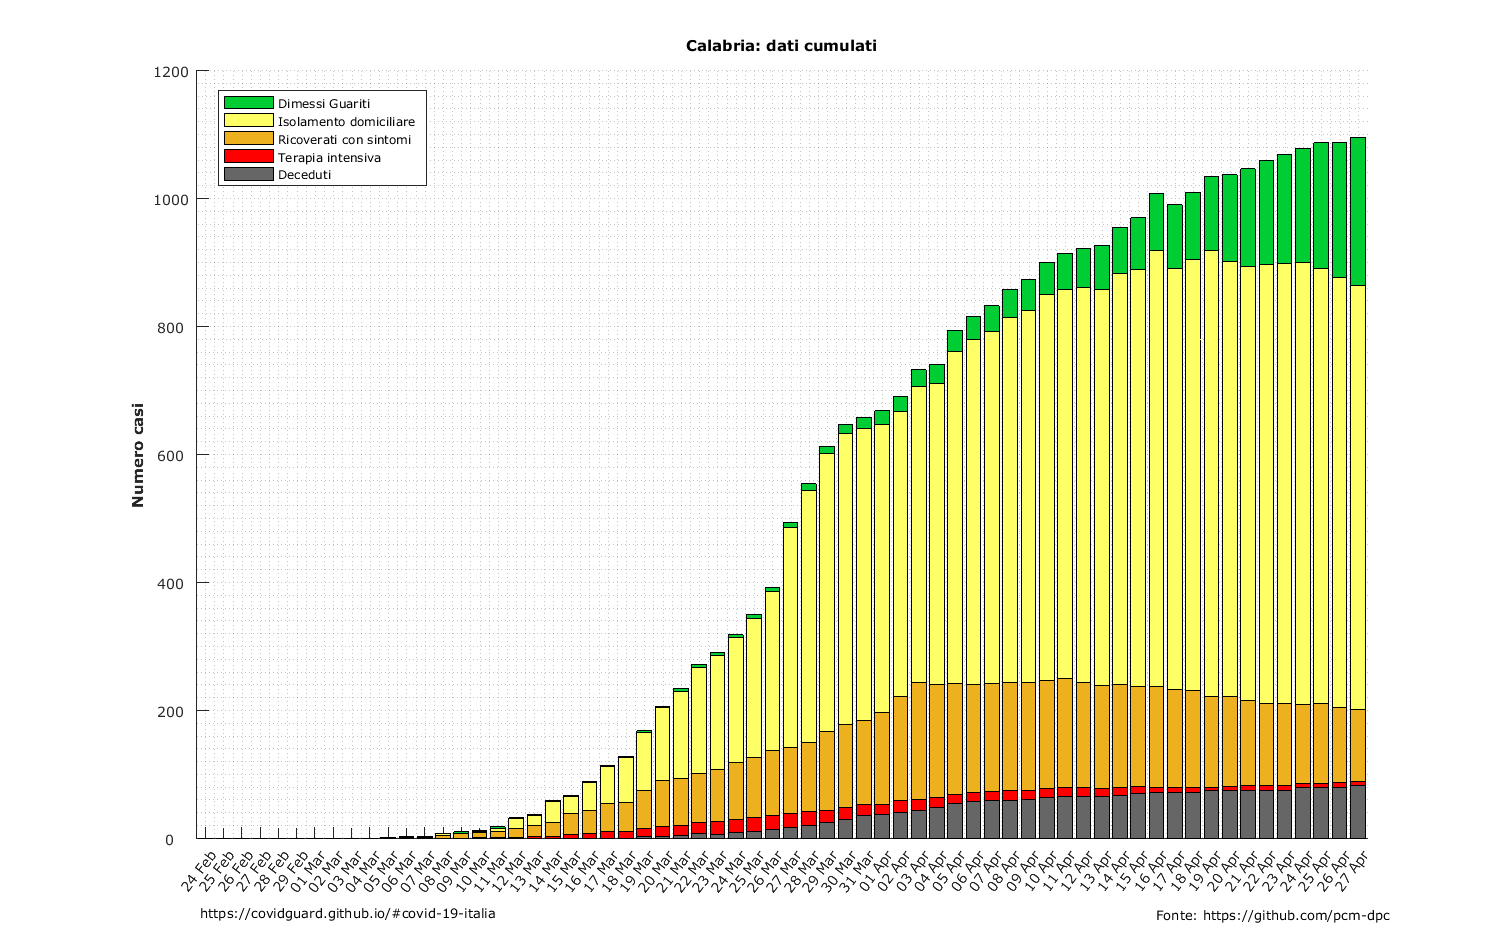 Calabria: dati cumulati
Dimessi Guariti
Isolamento domiciliare
Ricoverati con sintomi
Terapia intensiva
Deceduti
Numero casi
1200
1000
800
600
400
200
0
24 Feb
25 Feb
26 Feb
27 Feb
28 Feb
29 Feb
01 Mar
02 Mar
03 Mar
04 Mar
05 Mar
06 Mar
07 Mar
08 Mar
09 Mar
10 Mar
11 Mar
12 Mar
13 Mar
14 Mar
15 Mar
16 Mar
17 Mar
18 Mar
19 Mar
20 Mar
21 Mar
22 Mar
23 Mar
24 Mar
25 Mar
26 Mar
27 Mar
28 Mar
29 Mar
30 Mar
31 Mar
01 Apr
02 Apr
03 Apr
04 Apr
05 Apr
06 Apr
07 Apr
08 Apr
09 Apr
10 Apr
11 Apr
12 Apr
13 Apr
14 Apr
15 Apr
16 Apr
17 Apr
18 Apr
19 Apr
20 Apr
21 Apr
22 Apr
23 Apr
24 Apr
25 Apr
26 Apr
27 Apr
https://covidguard.github.io/#covid-19-italia
Fonte: https://github.com/pcm-dpc